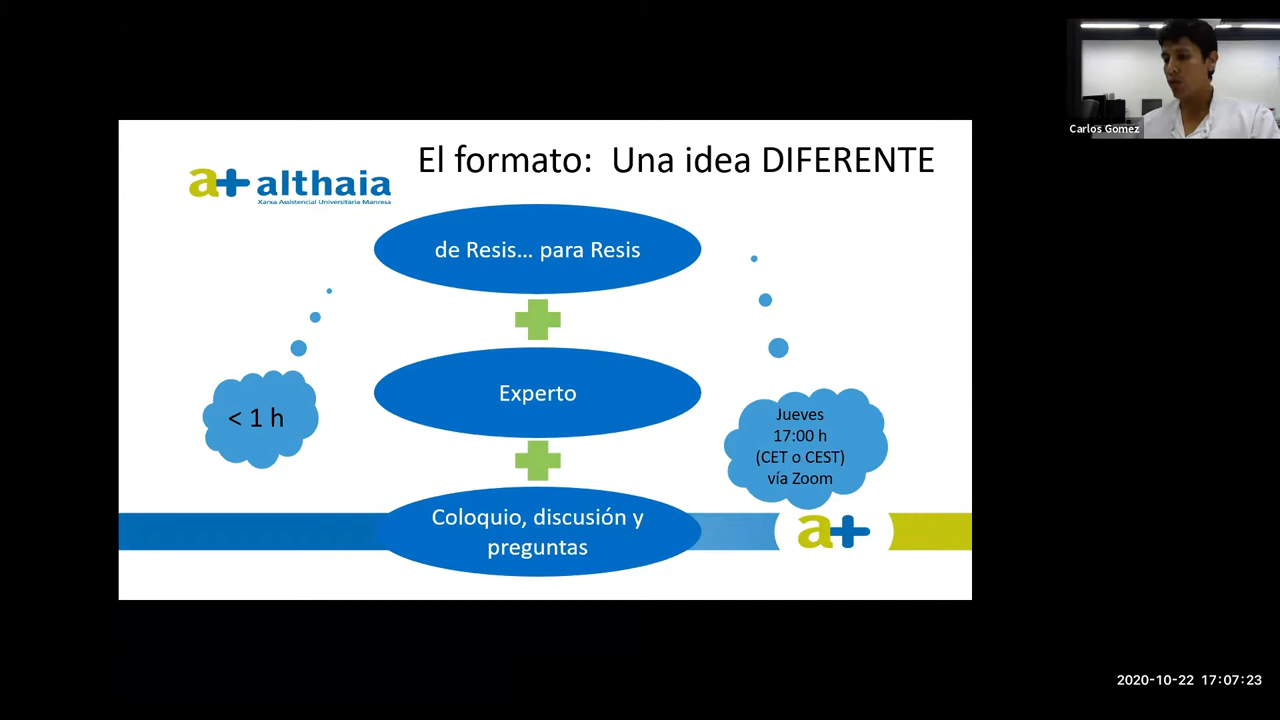 El formato: Una idea DIFERENTE
a+ althaia
Xarxa Assistencial Universitària Manresa
de Resis... para Resis
Experto
Coloquio, discusión y
preguntas
< 1 h
Jueves
17:00 h
(CET o CEST)
vía Zoom
a+
Carlos Gomez
2020-10-22 17:07:23